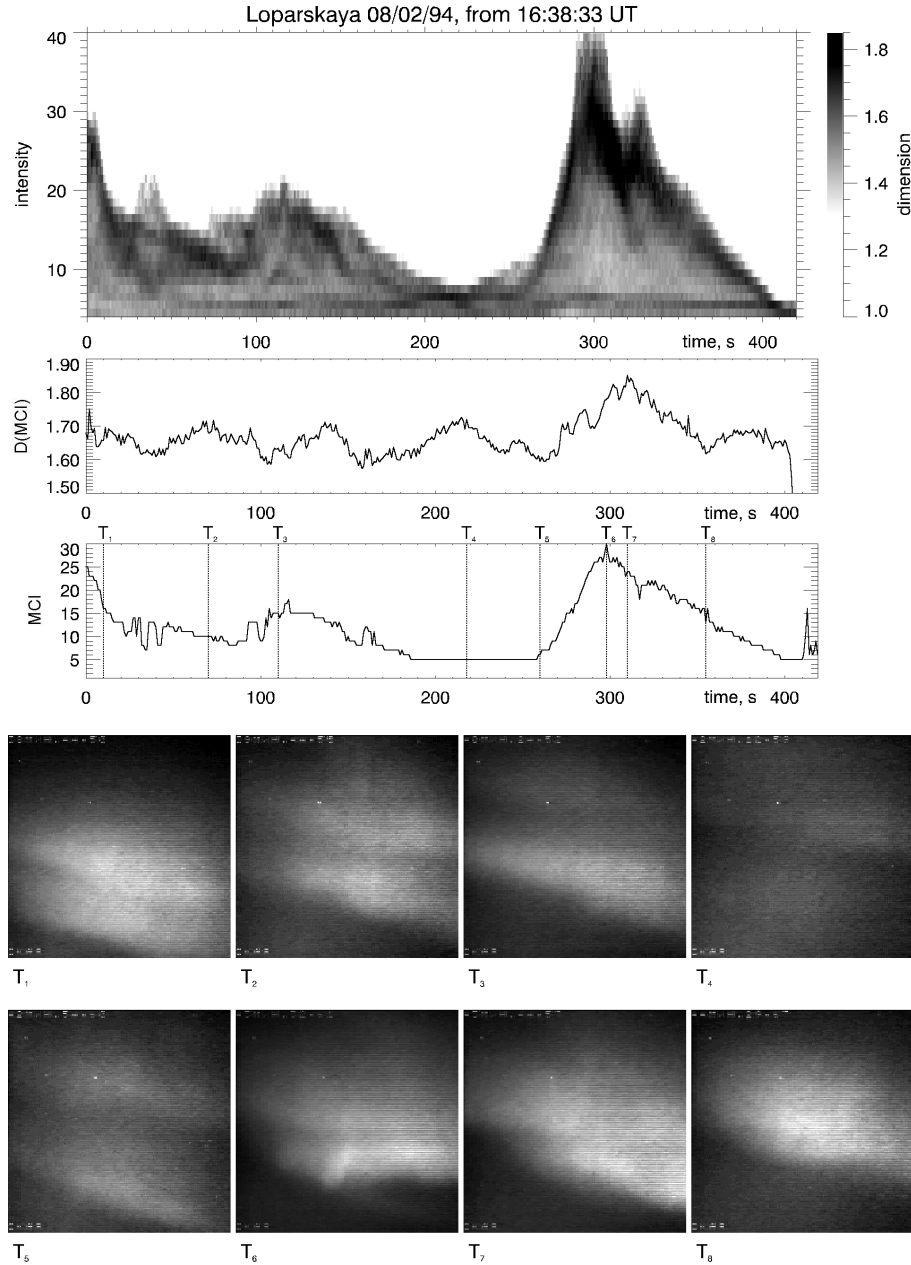 Loparskaya 08/02/94, from 16:38:33 UT
intensity
40
30
20
10
0 100 200 300 time, s 400
dimension
1.8
1.6
1.4
1.2
1.0
D(MCI)
1.90
1.80
1.70
1.60
1.50
0 100 200 300 time, s 400
T1 T2 T3 T4 T5 T6 T7 T8
MCI
30
25
20
15
10
5
0 100 200 300 time, s 400
T1 T2 T3 T4
T5 T6 T7 T8